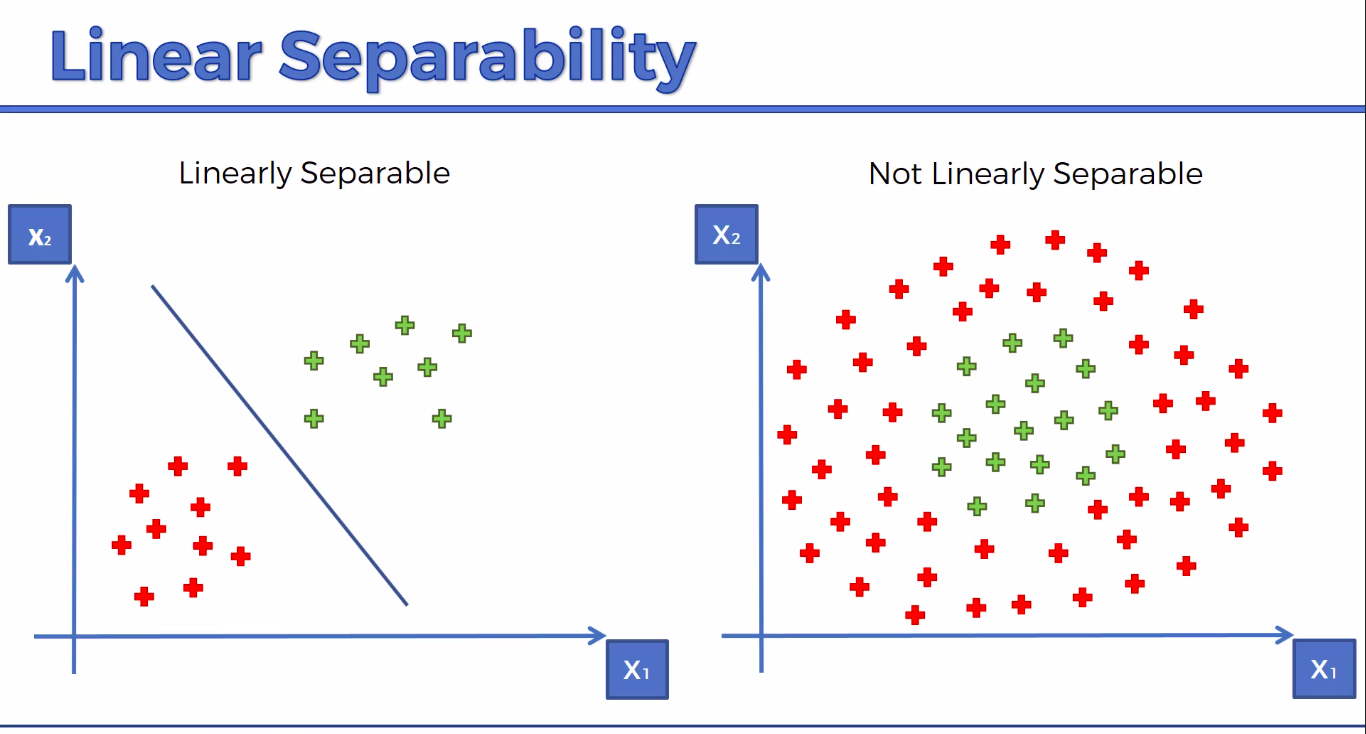 Linear Separability
Linearly Separable
Not Linearly Separable
X₂
X₂
X₁
X₁